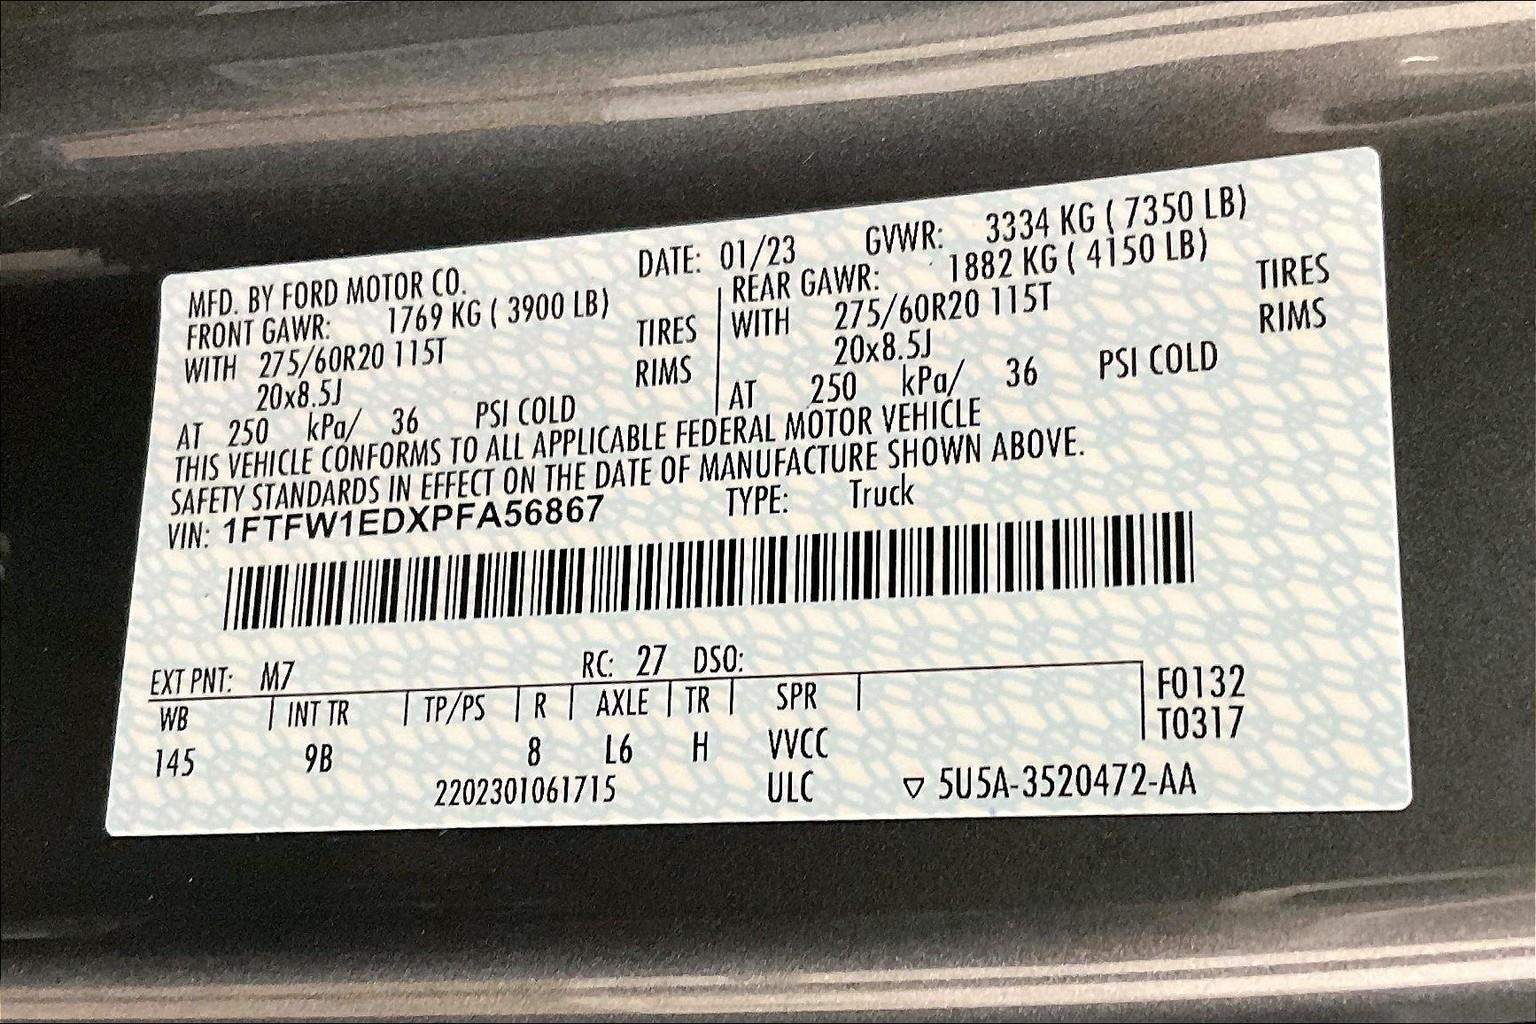 MFD. BY FORD MOTOR CO. DATE: 01/23 GVWR: 3334 KG ( 7350 LB)
FRONT GAWR: 1769 KG ( 3900 LB)
WITH 275/60R20 115T TIRES
20x8.5J RIMS
AT 250 kPa/ 36 PSI COLD
REAR GAWR: 1882 KG ( 4150 LB)
WITH 275/60R20 115T TIRES
20x8.5J RIMS
AT 250 kPa/ 36 PSI COLD
THIS VEHICLE CONFORMS TO ALL APPLICABLE FEDERAL MOTOR VEHICLE
SAFETY STANDARDS IN EFFECT ON THE DATE OF MANUFACTURE SHOWN ABOVE.
VIN: 1FTFW1EDXPFA56867 TYPE: Truck
EXT PNT: M7 RC: 27 DSO:
WB INT TR TP/PS R AXLE TR SPR F0132
T0317
145 9B 8 L6 H VVCC
2202301061715 ULC ▽ 5U5A-3520472-AA